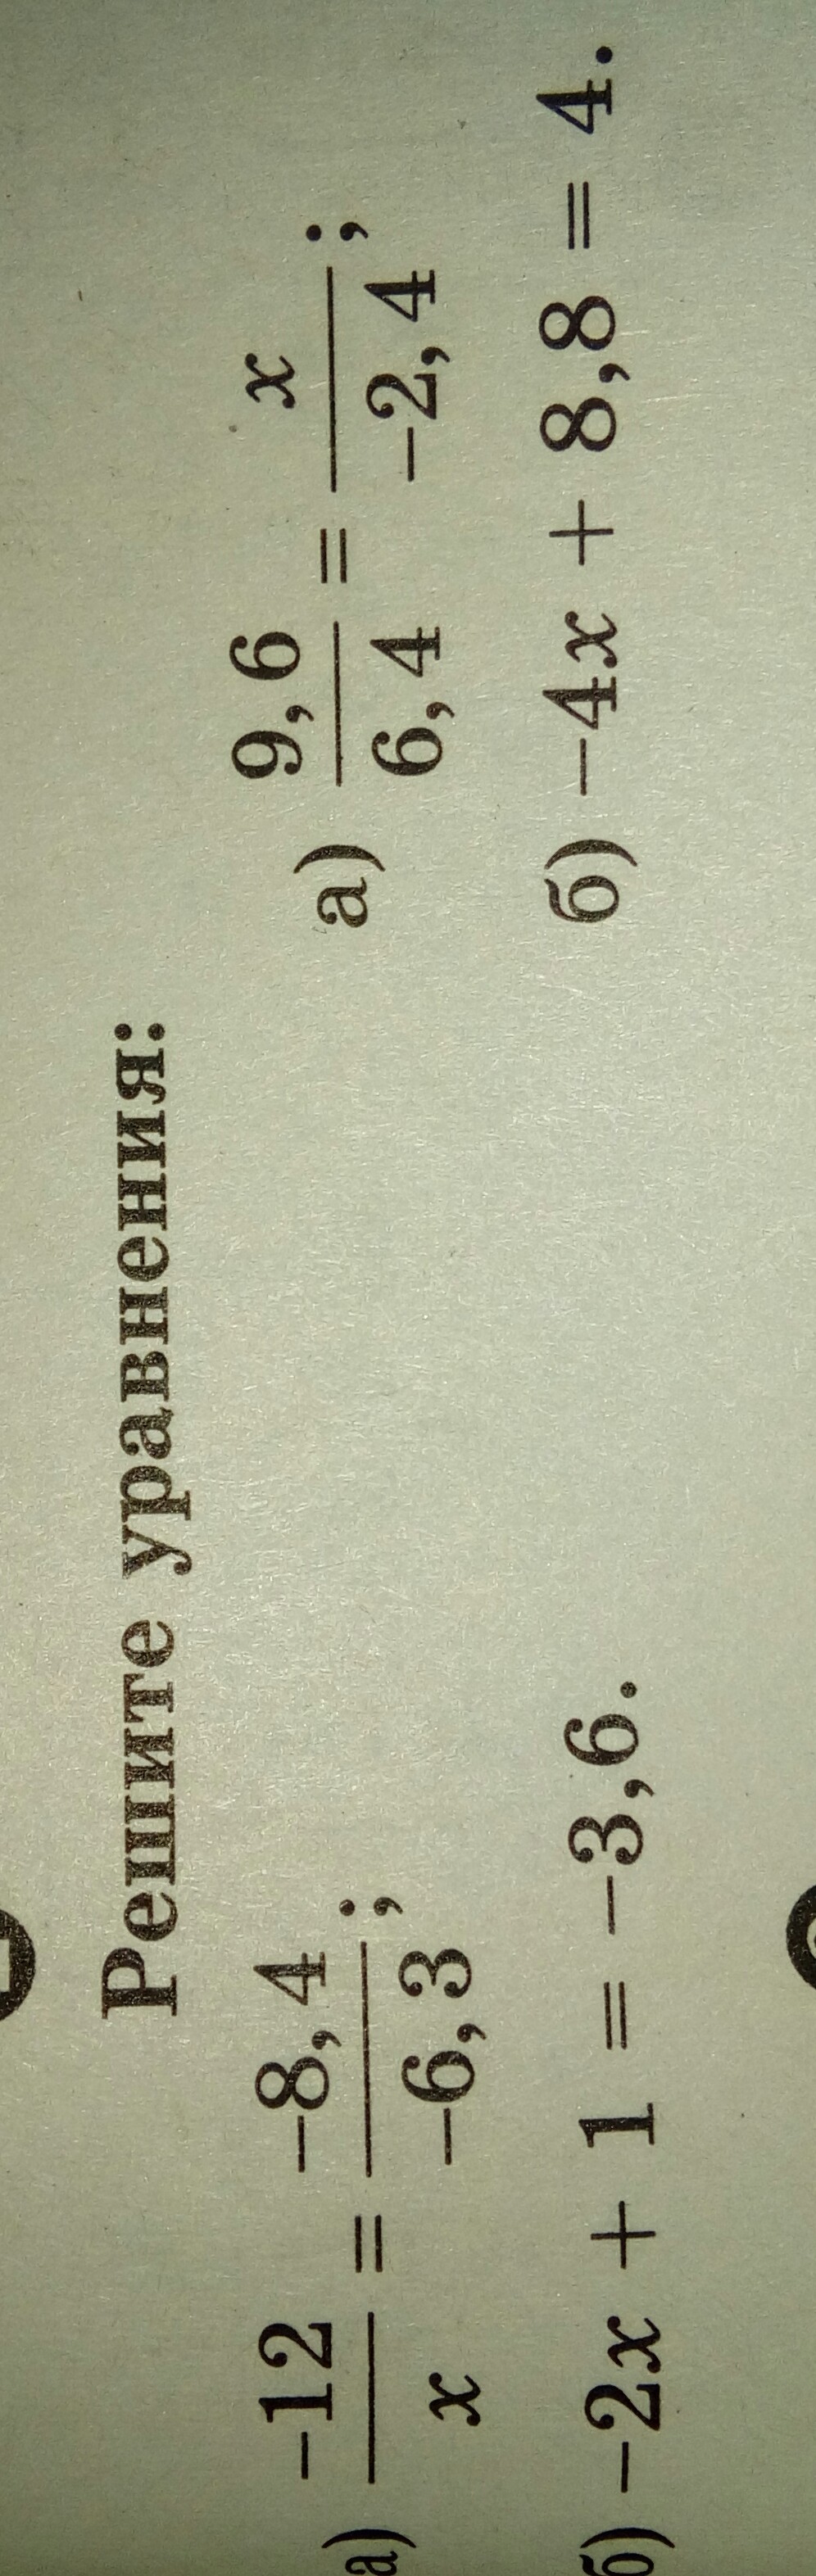 Решите уравнения:
а) -12/x = -8,4/-6,3;
б) -2x + 1 = -3,6.
а) 9,6/6,4 = x/-2,4;
б) -4x + 8,8 = 4.